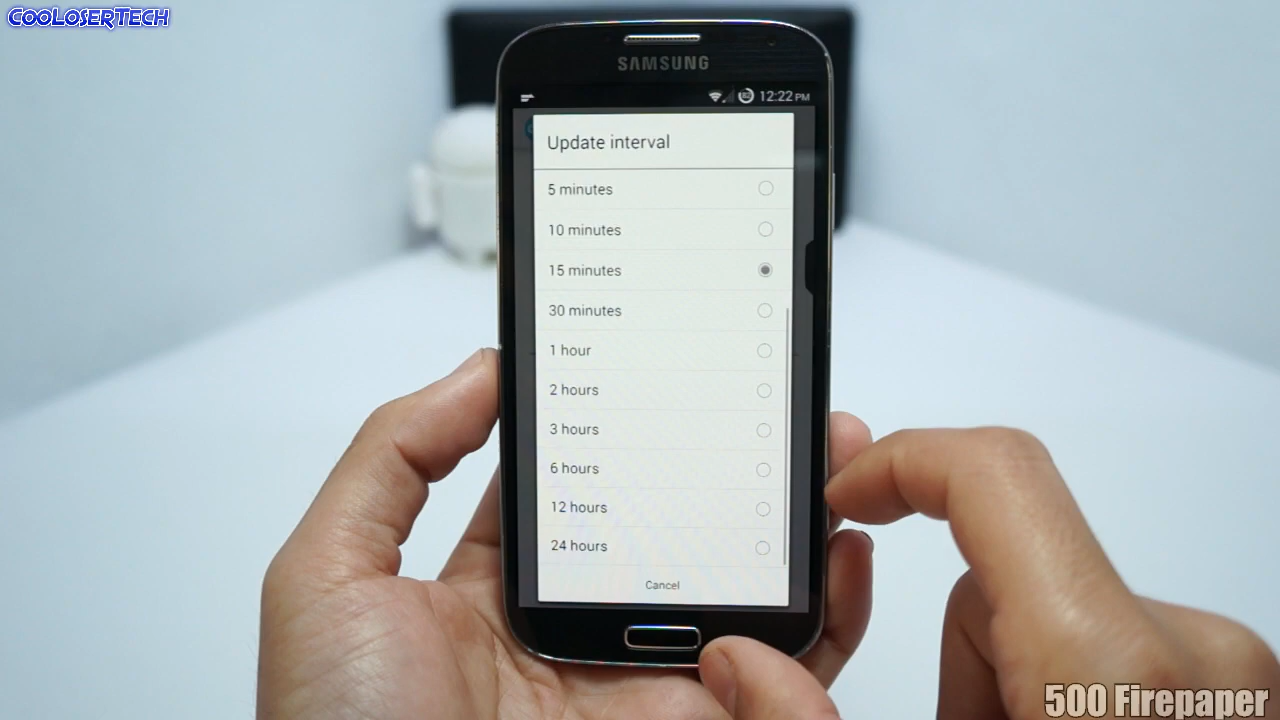 CooLoserTech
SAMSUNG
12:22 PM
Update interval
5 minutes
10 minutes
15 minutes
30 minutes
1 hour
2 hours
3 hours
6 hours
12 hours
24 hours
Cancel
500 Firepaper